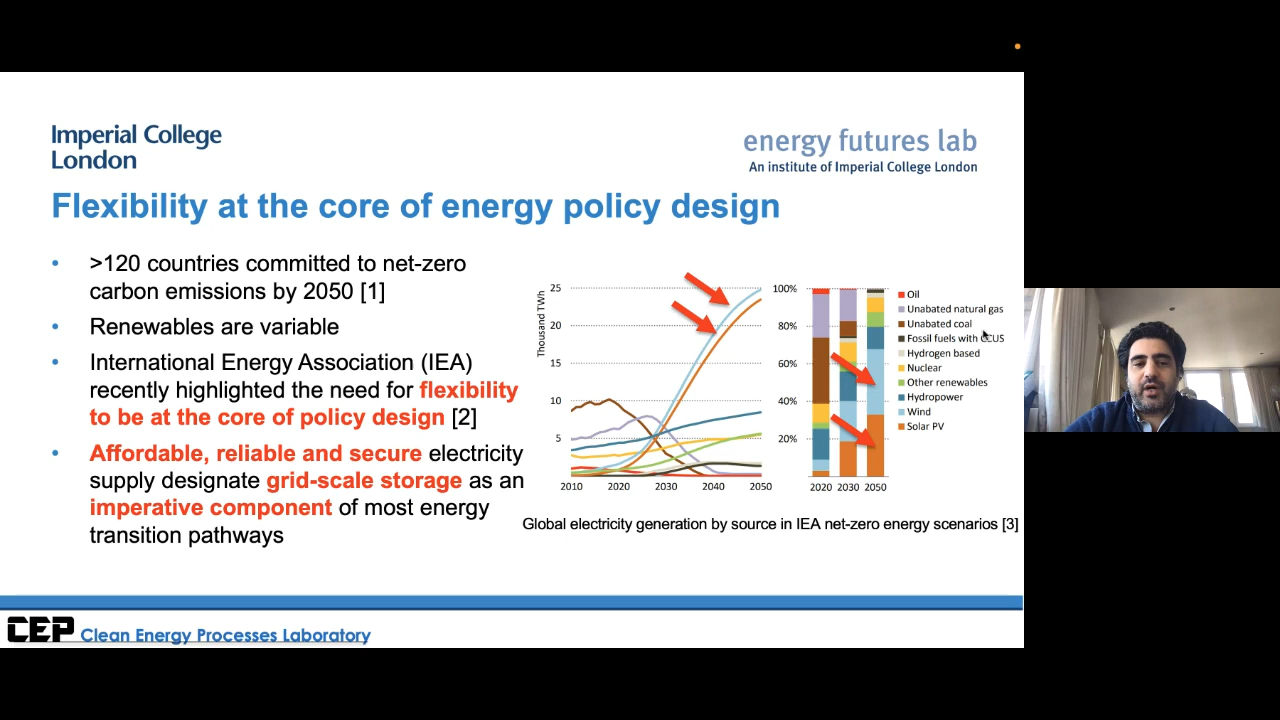 Imperial College
London
energy futures lab
An institute of Imperial College London
Flexibility at the core of energy policy design
• >120 countries committed to net-zero
carbon emissions by 2050 [1]
• Renewables are variable
• International Energy Association (IEA)
recently highlighted the need for flexibility
to be at the core of policy design [2]
• Affordable, reliable and secure electricity
supply designate grid-scale storage as an
imperative component of most energy
transition pathways
Thousand TWh
25
20
15
10
5
2010 2020 2030 2040 2050
100%
80%
60%
40%
20%
2020 2030 2050
Oil
Unabated natural gas
Unabated coal
Fossil fuels with CCUS
Hydrogen based
Nuclear
Other renewables
Hydropower
Wind
Solar PV
Global electricity generation by source in IEA net-zero energy scenarios [3]
CEP Clean Energy Processes Laboratory